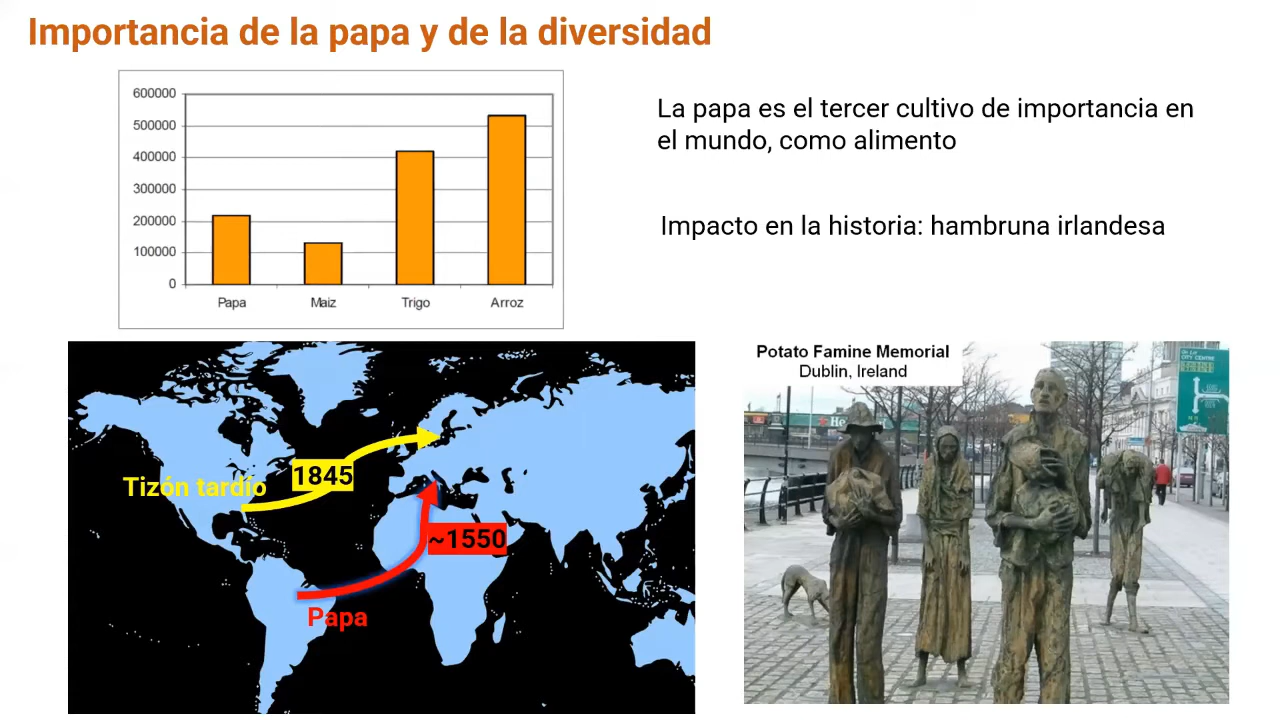 Importancia de la papa y de la diversidad
600000
500000
400000
300000
200000
100000
0
Papa
Maiz
Trigo
Arroz
La papa es el tercer cultivo de importancia en
el mundo, como alimento
Impacto en la historia: hambruna irlandesa
Tizón tardío
1845
~1550
Papa
Potato Famine Memorial
Dublin, Ireland
CITY CENTRE